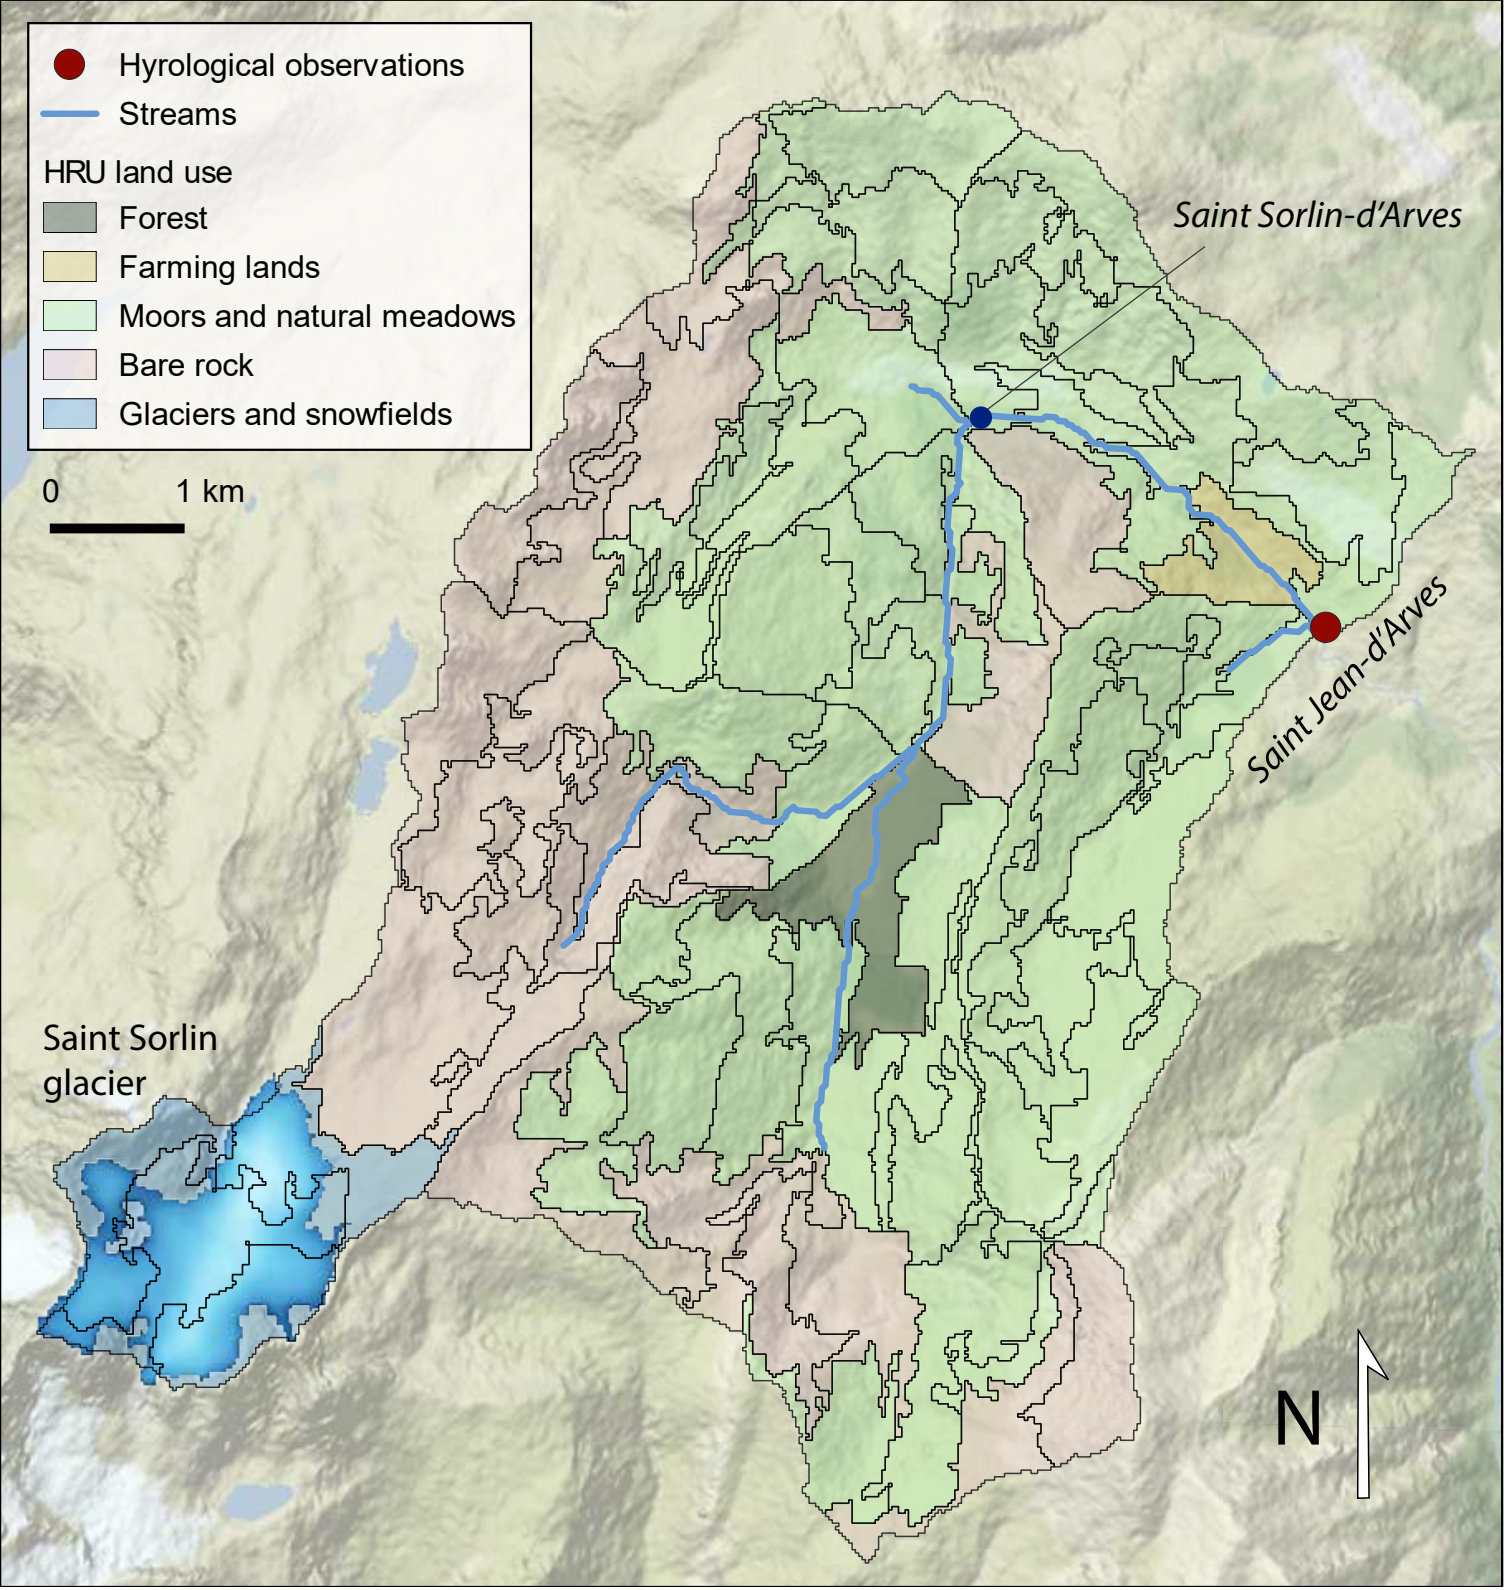 Hyrological observations
Streams
HRU land use
Forest
Farming lands
Moors and natural meadows
Bare rock
Glaciers and snowfields
0 1 km
Saint Sorlin-d'Arves
Saint Jean-d'Arves
Saint Sorlin
glacier
N